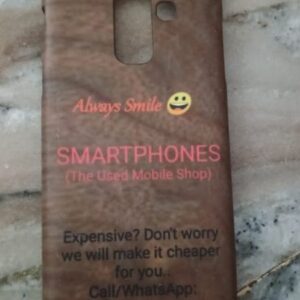 Always Smile 😀
SMARTPHONES
(The Used Mobile Shop)
Expensive? Don't worry
we will make it cheaper
for you..
Call/WhatsApp: